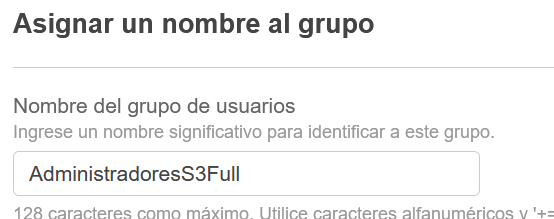 Asignar un nombre al grupo
Nombre del grupo de usuarios
Ingrese un nombre significativo para identificar a este grupo.
AdministradoresS3Full
128 caracteres como máximo. Utilice caracteres alfanuméricos y '+=